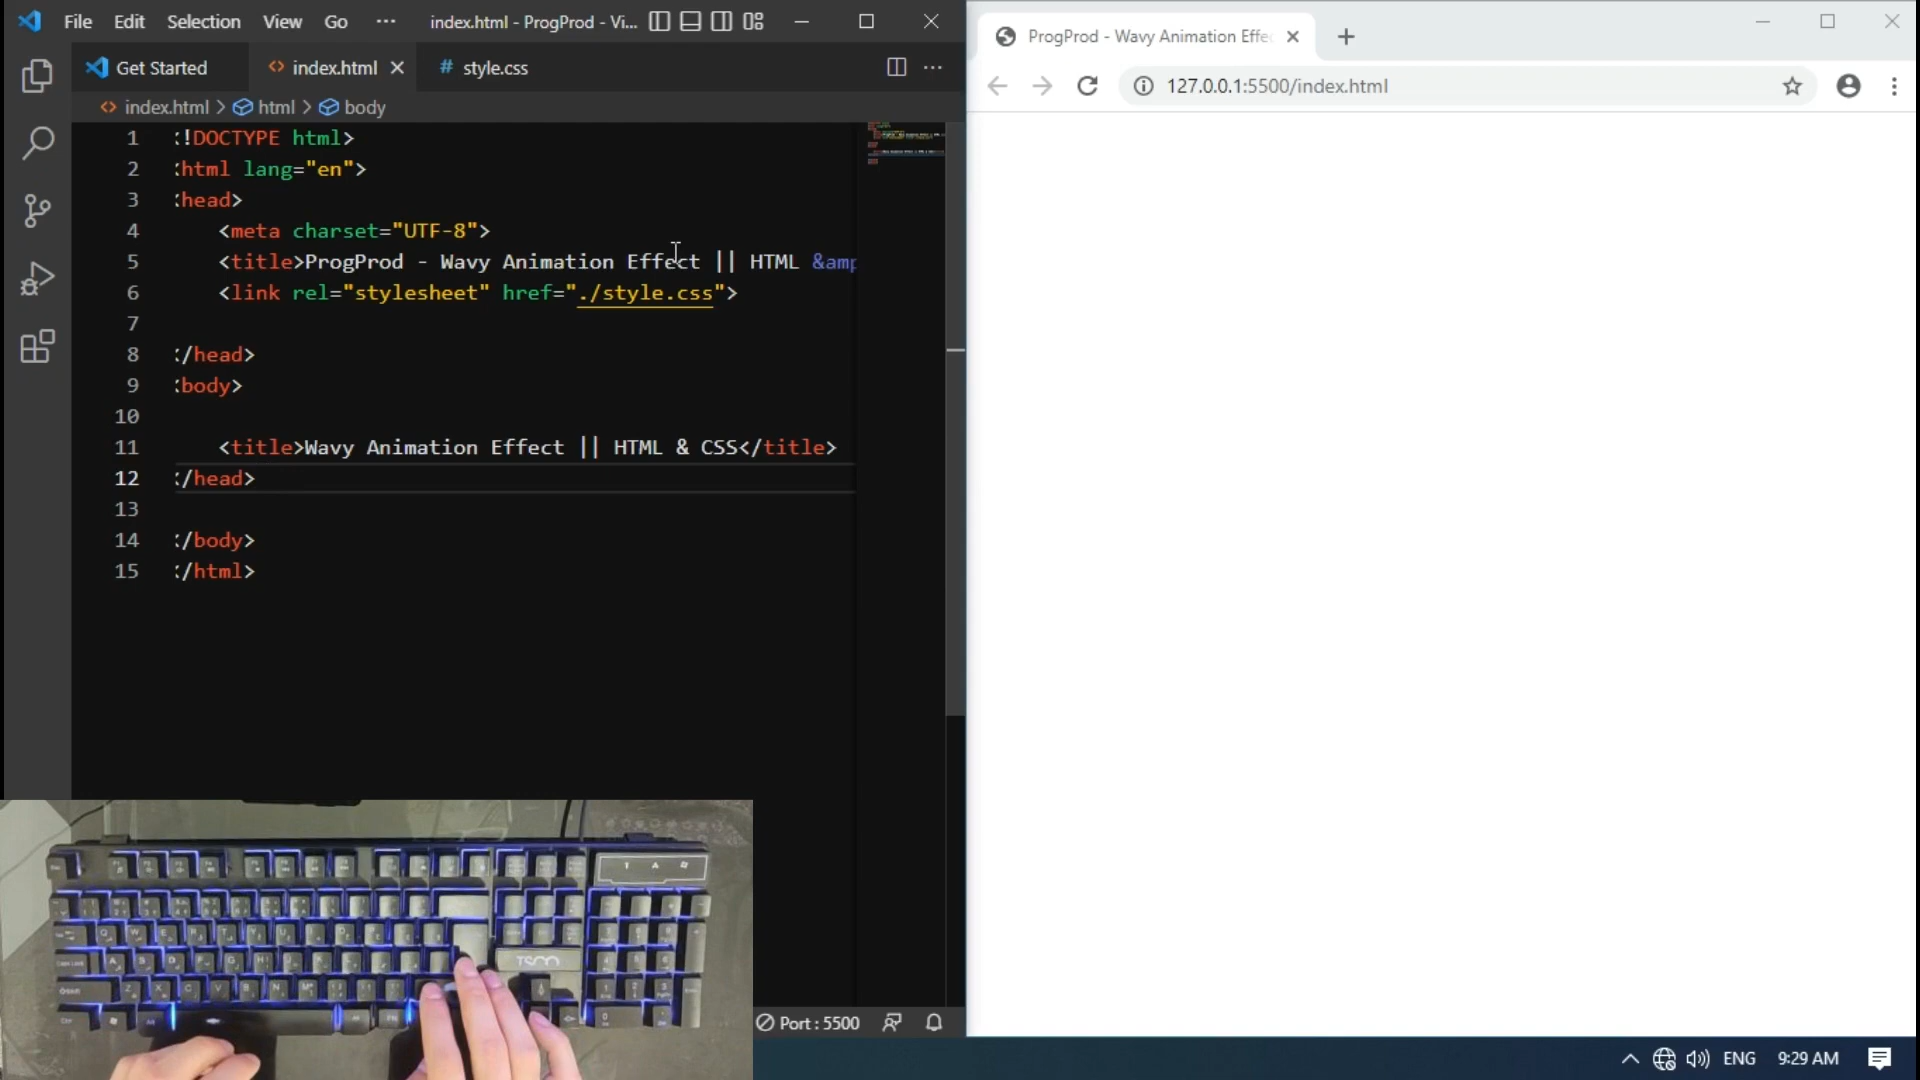 File Edit Selection View Go ··· index.html - ProgProd - Vi...
Get Started index.html style.css
index.html > html > body
1 <!DOCTYPE html>
2 <html lang="en">
3 <head>
4 <meta charset="UTF-8">
5 <title>ProgProd - Wavy Animation Effect || HTML &amp
6 <link rel="stylesheet" href="./style.css">
7
8 </head>
9 <body>
10
11 <title>Wavy Animation Effect || HTML & CSS</title>
12 </head>
13
14 </body>
15 </html>
Port : 5500
ProgProd - Wavy Animation Effe
127.0.0.1:5500/index.html
TSCO
ENG 9:29 AM